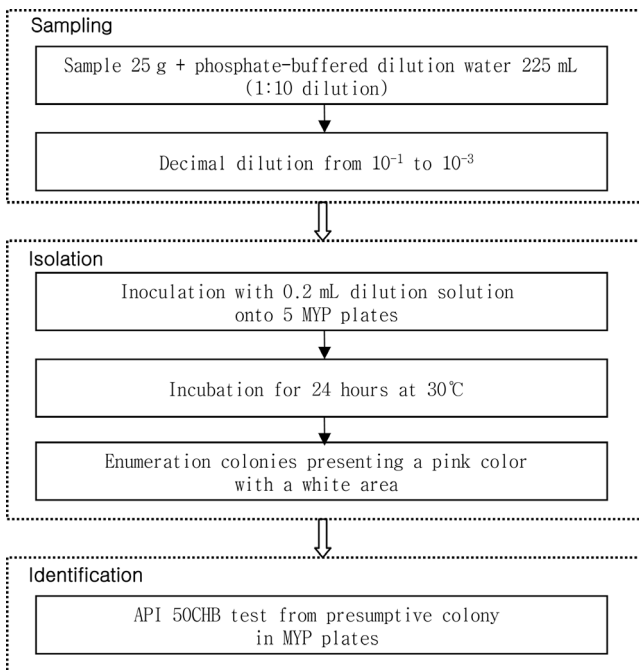 Sampling
Sample 25 g + phosphate-buffered dilution water 225 mL
(1:10 dilution)
Decimal dilution from 10⁻¹ to 10⁻³
Isolation
Inoculation with 0.2 mL dilution solution
onto 5 MYP plates
Incubation for 24 hours at 30℃
Enumeration colonies presenting a pink color
with a white area
Identification
API 50CHB test from presumptive colony
in MYP plates